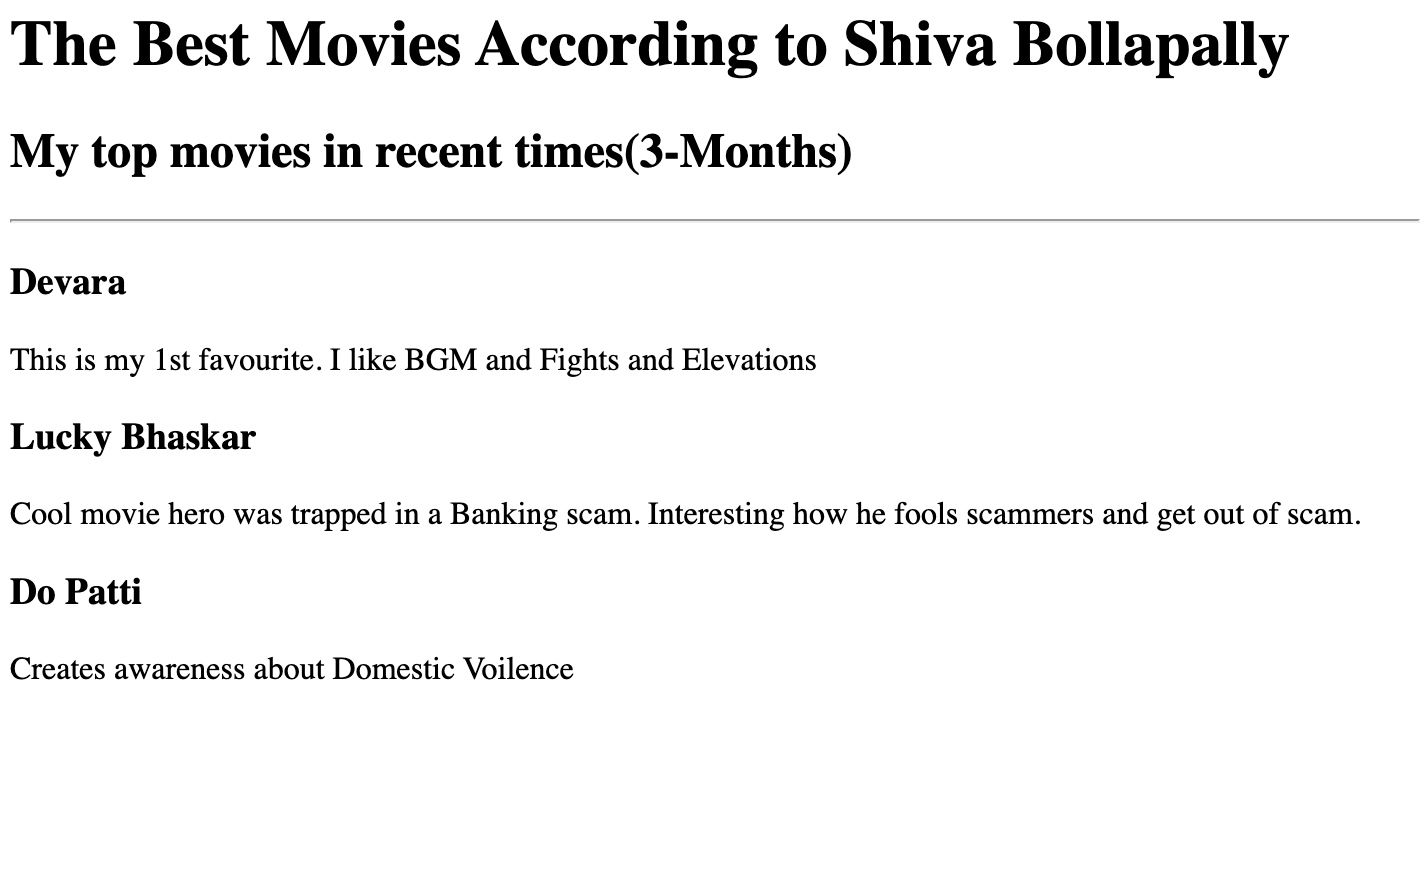 The Best Movies According to Shiva Bollapally
My top movies in recent times(3-Months)
Devara
This is my 1st favourite. I like BGM and Fights and Elevations
Lucky Bhaskar
Cool movie hero was trapped in a Banking scam. Interesting how he fools scammers and get out of scam.
Do Patti
Creates awareness about Domestic Voilence